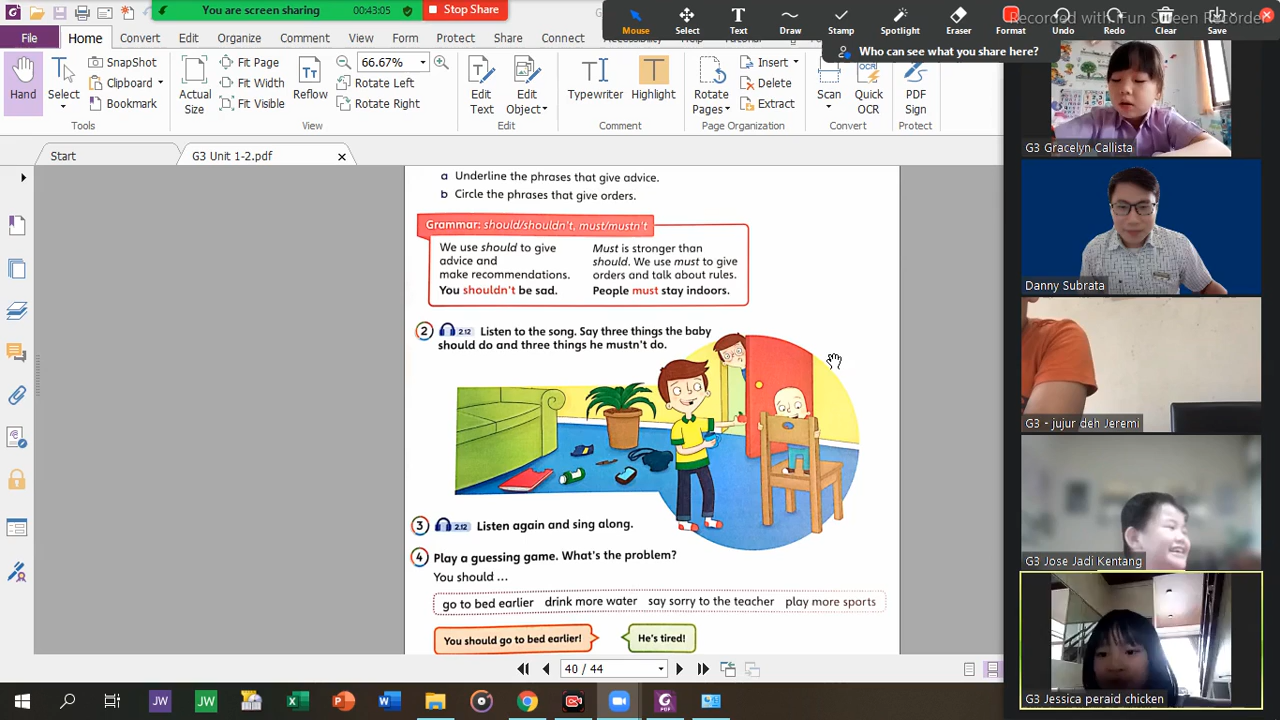 You are screen sharing
43:05
Stop Share
Mouse
Select
Text
Draw
Stamp
Spotlight
Eraser
Format
Undo
Redo
Clear
Save
Recorded with iFun Screen Recorder
Who can see what you share here?
File
Home
Convert
Edit
Organize
Comment
View
Form
Protect
Share
Connect
Hand
Select
SnapShot
Clipboard
Bookmark
Tools
Actual
Size
Fit Page
Fit Width
Fit Visible
Reflow
66.67%
Rotate Left
Rotate Right
View
Edit
Text
Edit
Object
Edit
Typewriter
Highlight
Comment
Rotate
Pages
Insert
Delete
Extract
Page Organization
Scan
OCR
Quick
OCR
Convert
PDF
Sign
Protect
Start
G3 Unit 1-2.pdf
a Underline the phrases that give advice.
b Circle the phrases that give orders.
Grammar: should/shouldn't, must/mustn't
We use should to give
advice and
make recommendations.
You shouldn't be sad.
Must is stronger than
should. We use must to give
orders and talk about rules.
People must stay indoors.
2 2.12 Listen to the song. Say three things the baby
should do and three things he mustn't do.
3 2.12 Listen again and sing along.
4 Play a guessing game. What's the problem?
You should ...
go to bed earlier drink more water say sorry to the teacher play more sports
You should go to bed earlier!
He's tired!
40 / 44
G3 Gracelyn Callista
Danny Subrata
G3 - jujur deh Jeremi
G3 Jose Jadi Kentang
G3 Jessica peraid chicken
JW
JW
PDF